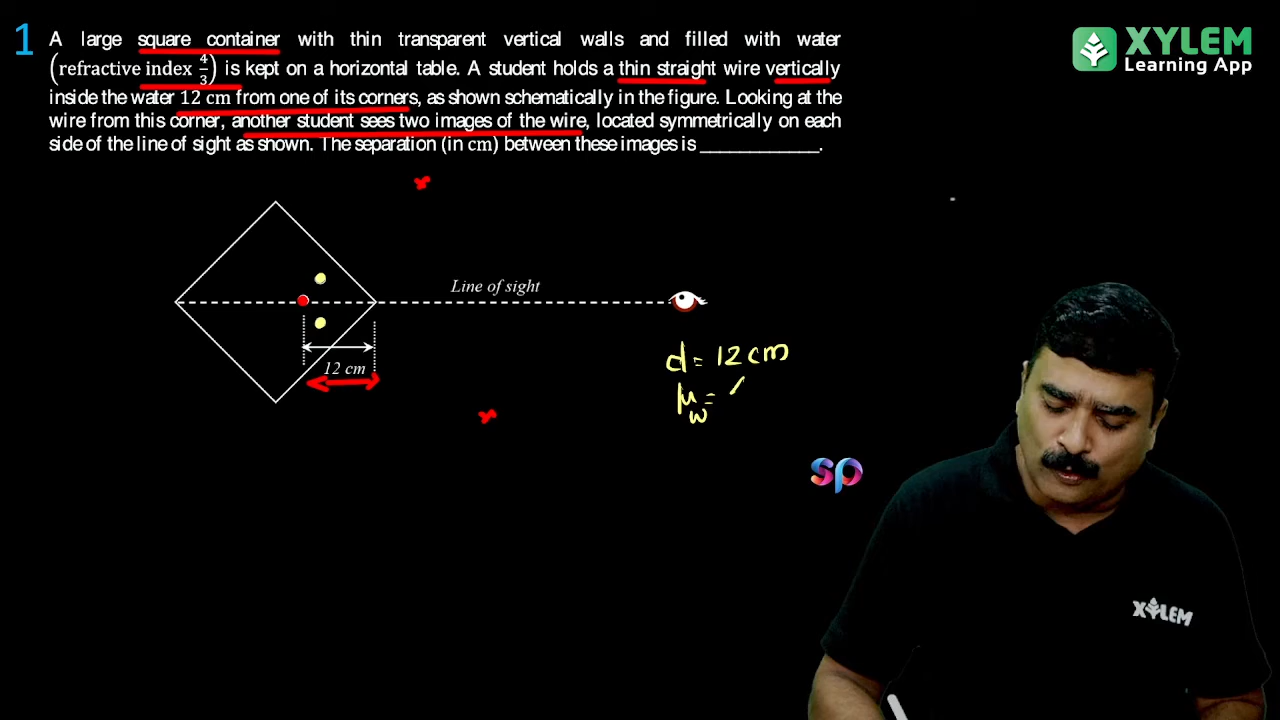 1
A large square container with thin transparent vertical walls and filled with water
(refractive index 4/3) is kept on a horizontal table. A student holds a thin straight wire vertically
inside the water 12 cm from one of its corners, as shown schematically in the figure. Looking at the
wire from this corner, another student sees two images of the wire, located symmetrically on each
side of the line of sight as shown. The separation (in cm) between these images is ____________.
XYLEM
Learning App
Line of sight
12 cm
d = 12 cm
μw =
sp
XYLEM